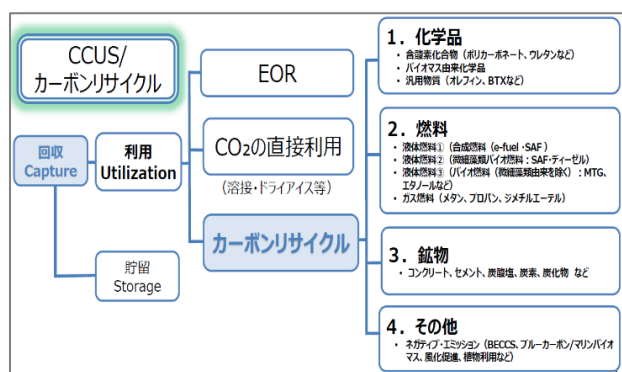 CCUS/
カーボンリサイクル
回収
Capture
利用
Utilization
貯留
Storage
EOR
CO₂の直接利用
(溶接・ドライアイス等)
カーボンリサイクル
1. 化学品
・ 含酸素化合物（ポリカーボネート、ウレタンなど）
・ バイオマス由来化学品
・ 汎用物質（オレフィン、BTXなど）
2. 燃料
・ 液体燃料①（合成燃料（e-fuel・SAF）
・ 液体燃料②（微細藻類バイオ燃料：SAF・ディーゼル）
・ 液体燃料③（バイオ燃料（微細藻類由来を除く）：MTG、
エタノールなど）
・ ガス燃料（メタン、プロパン、ジメチルエーテル）
3. 鉱物
・ コンクリート、セメント、炭酸塩、炭素、炭化物 など
4. その他
・ ネガティブ・エミッション（BECCS、ブルーカーボン/マリンバイオ
マス、風化促進、植物利用など）